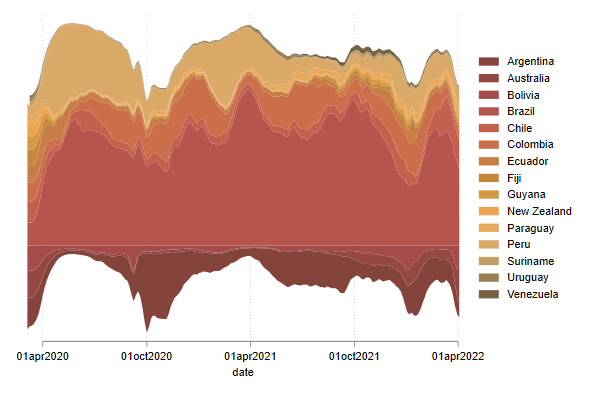 Argentina
Australia
Bolivia
Brazil
Chile
Colombia
Ecuador
Fiji
Guyana
New Zealand
Paraguay
Peru
Suriname
Uruguay
Venezuela
01apr2020 01oct2020 01apr2021 01oct2021 01apr2022
date